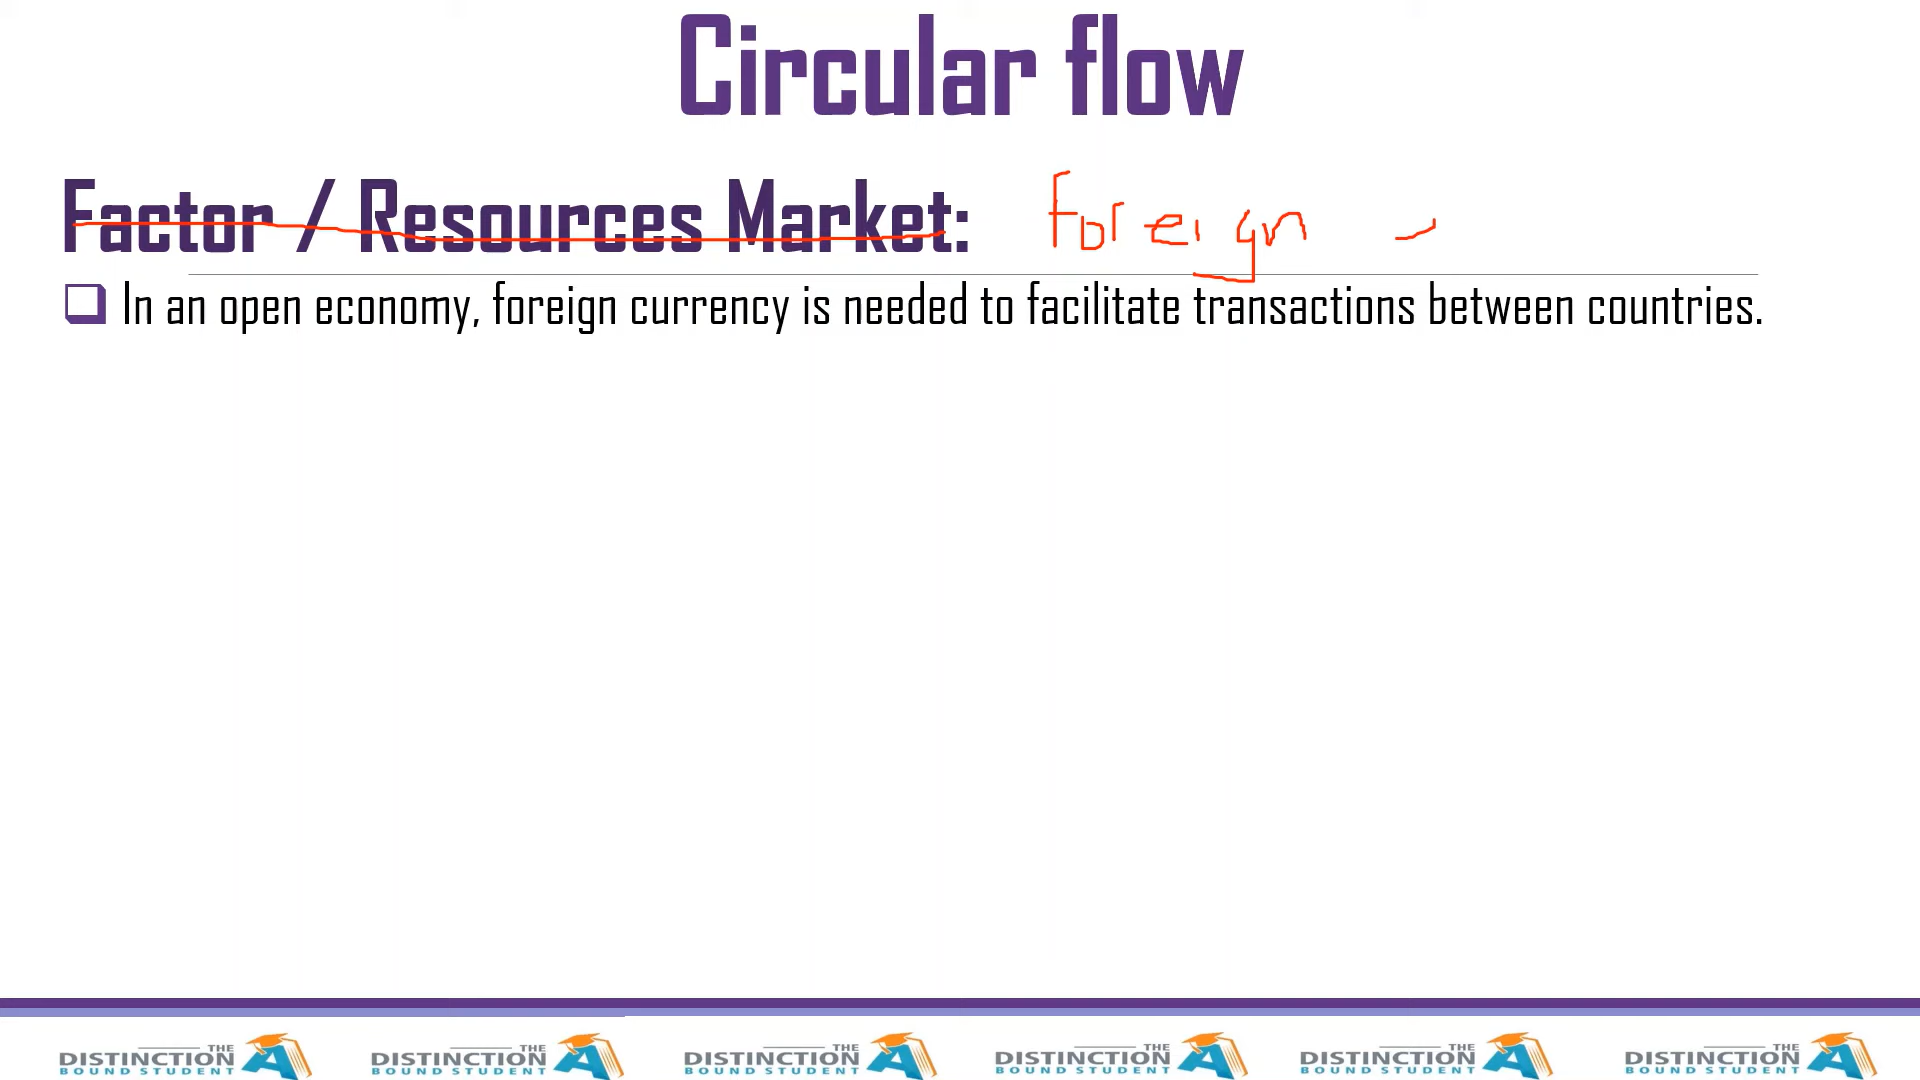 Circular flow
Factor / Resources Market: Foreign
In an open economy, foreign currency is needed to facilitate transactions between countries.
THE DISTINCTION BOUND STUDENT A THE DISTINCTION BOUND STUDENT A THE DISTINCTION BOUND STUDENT A THE DISTINCTION BOUND STUDENT A THE DISTINCTION BOUND STUDENT A THE DISTINCTION BOUND STUDENT A